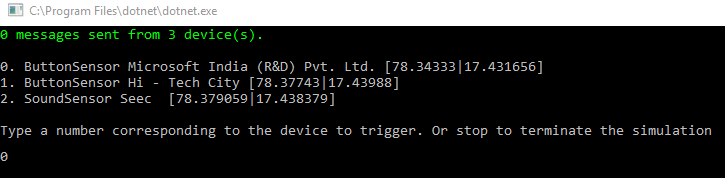 C:\Program Files\dotnet\dotnet.exe
0 messages sent from 3 device(s).
0. ButtonSensor Microsoft India (R&D) Pvt. Ltd. [78.34333|17.431656]
1. ButtonSensor Hi - Tech City [78.37743|17.43988]
2. SoundSensor Seec  [78.379059|17.438379]
Type a number corresponding to the device to trigger. Or stop to terminate the simulation
0